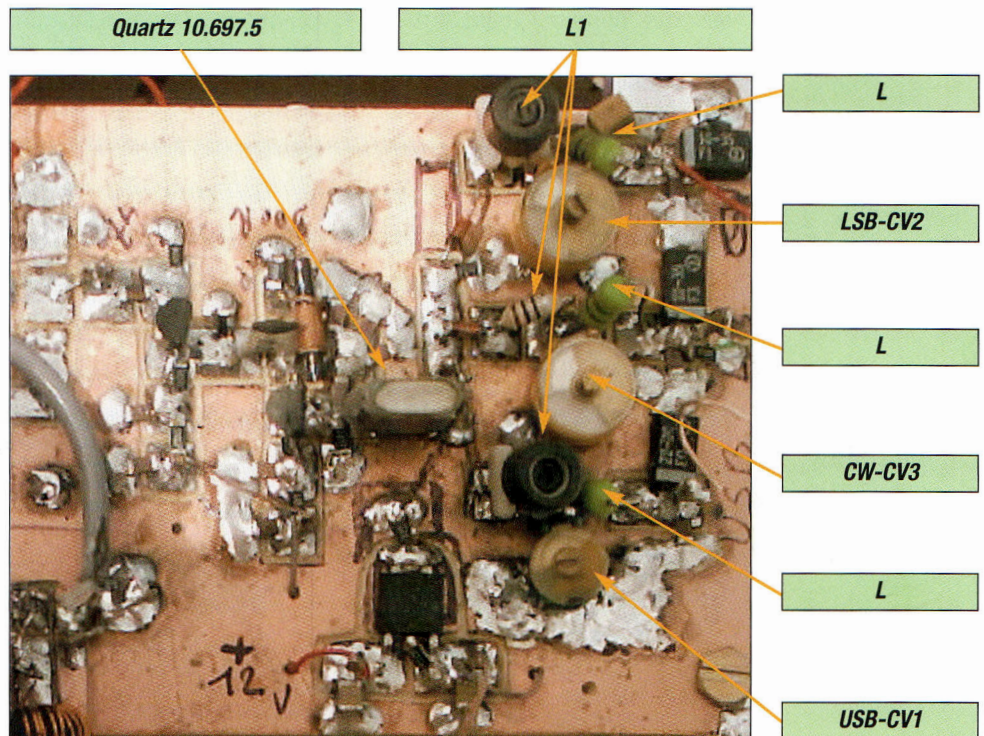 Quartz 10.697.5
L1
L
LSB-CV2
L
CW-CV3
L
USB-CV1
+
12 V